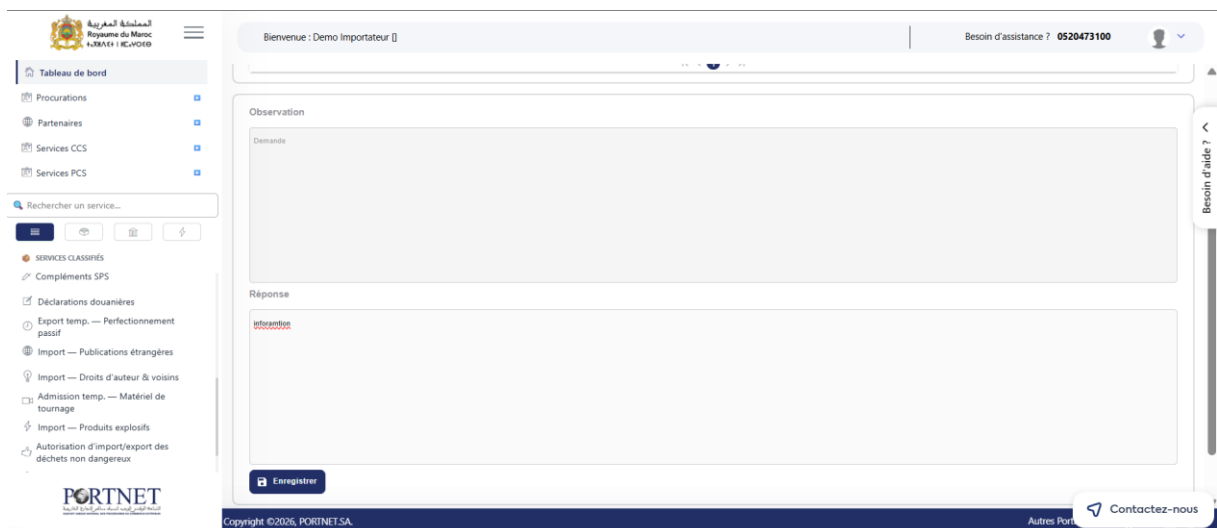 المملكة المغربية
Royaume du Maroc
ⵜⴰⴳⵍⴷⵉⵜ ⵏ ⵍⵎⵖⵔⵉⴱ
Bienvenue : Demo Importateur []
Besoin d'assistance ? 0520473100
Tableau de bord
Procurations
Partenaires
Services CCS
Services PCS
Rechercher un service...
SERVICES CLASSIFIÉS
Compléments SPS
Déclarations douanières
Export temp. — Perfectionnement
passif
Import — Publications étrangères
Import — Droits d'auteur & voisins
Admission temp. — Matériel de
tournage
Import — Produits explosifs
Autorisation d'import/export des
déchets non dangereux
PORTNET
1
Observation
Demande
Réponse
inforamtion
Enregistrer
Besoin d'aide ?
Contactez-nous
Copyright ©2026, PORTNET.SA.
Autres Port